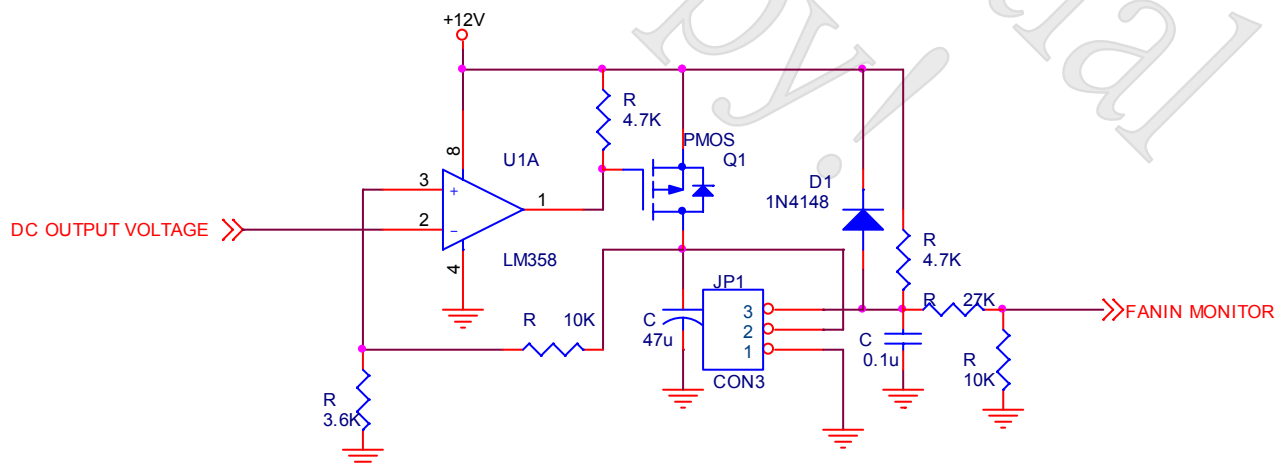 +12V
R
4.7K
PMOS
Q1
8
U1A
D1
1N4148
3
+
1
2
−
DC OUTPUT VOLTAGE
4
LM358
R
4.7K
JP1
R 10K
C
47u
3
2
1
R 27K
FANIN MONITOR
C
0.1u
R
10K
CON3
R
3.6K
py!